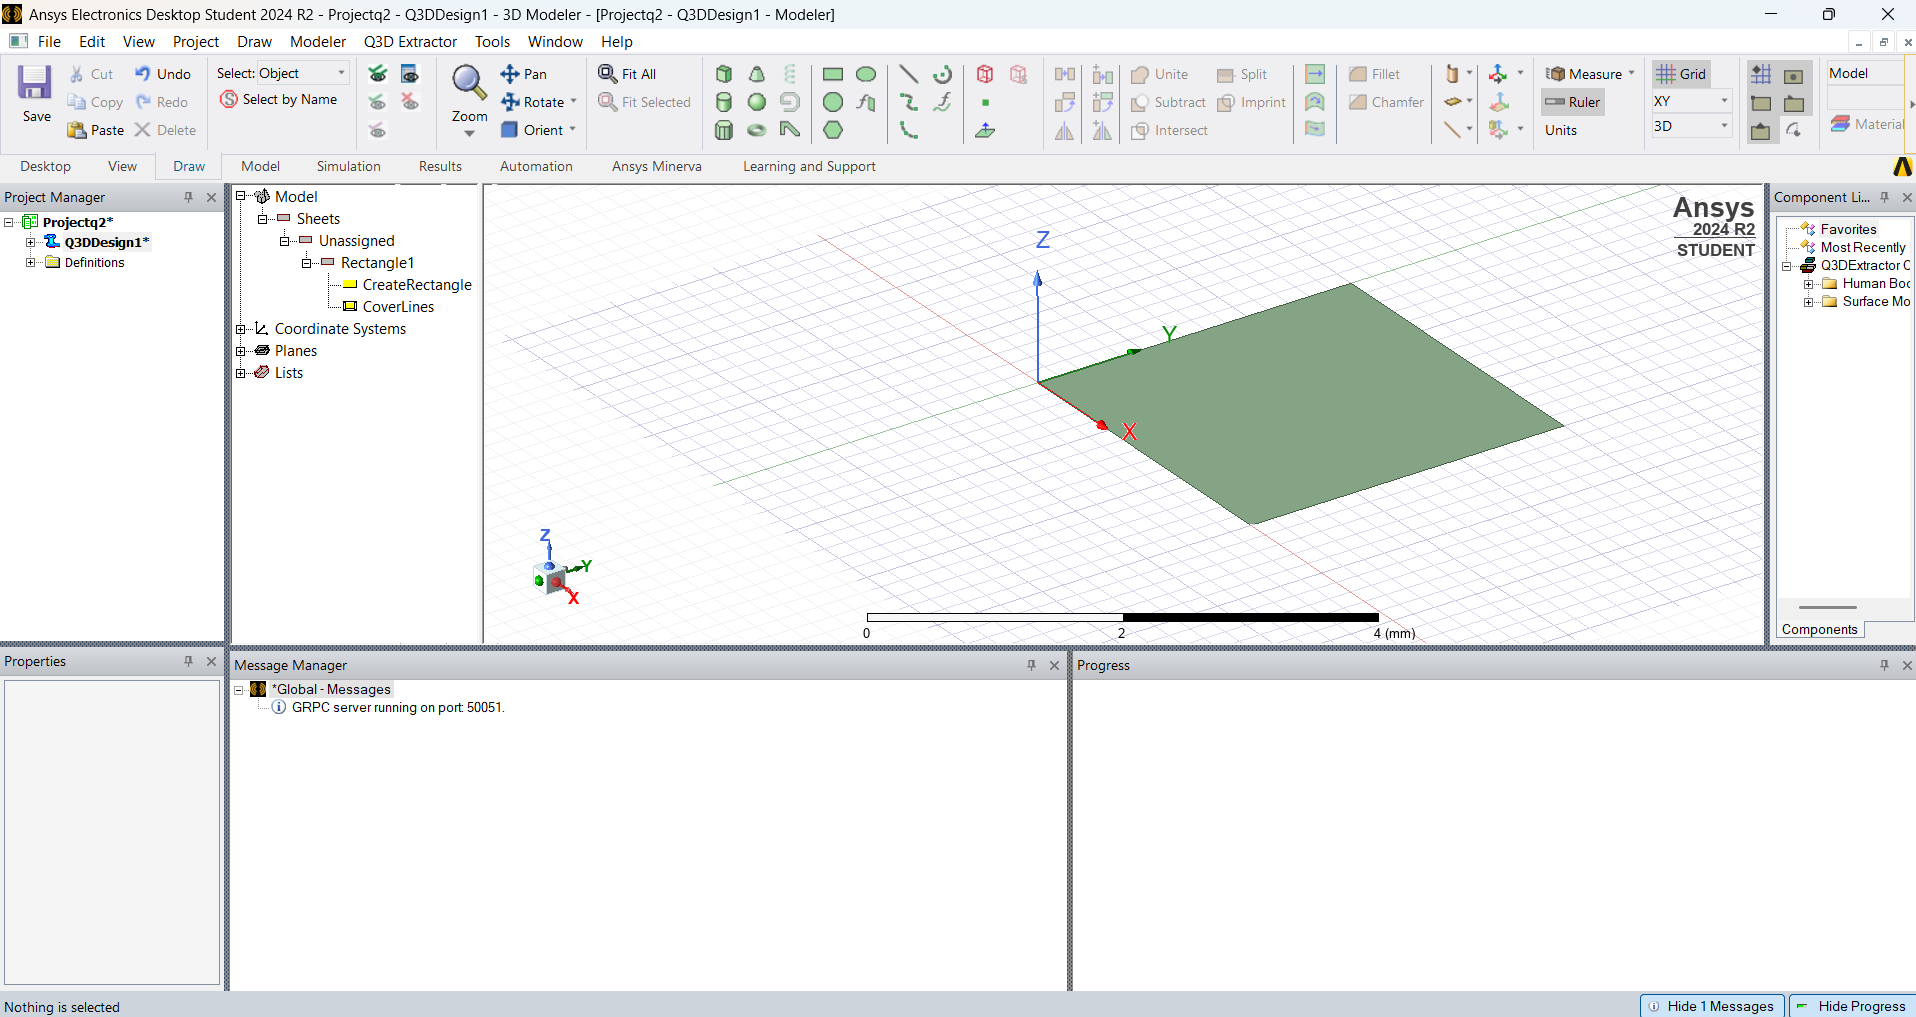 Ansys Electronics Desktop Student 2024 R2 - Projectq2 - Q3DDesign1 - 3D Modeler - [Projectq2 - Q3DDesign1 - Modeler]
File Edit View Project Draw Modeler Q3D Extractor Tools Window Help
Save
Cut
Copy
Paste
Undo
Redo
Delete
Select: Object
Select by Name
Zoom
Pan
Rotate
Orient
Fit All
Fit Selected
Unite
Subtract
Intersect
Split
Imprint
Fillet
Chamfer
Measure
Ruler
Units
Grid
XY
3D
Model
Material
Desktop View Draw Model Simulation Results Automation Ansys Minerva Learning and Support
Project Manager
Projectq2*
Q3DDesign1*
Definitions
Model
Sheets
Unassigned
Rectangle1
CreateRectangle
CoverLines
Coordinate Systems
Planes
Lists
Z
Y
X
Z
Y
X
0 2 4 (mm)
Ansys
2024 R2
STUDENT
Component Li...
Favorites
Most Recently
Q3DExtractor C
Human Boo
Surface Mo
Components
Properties
Message Manager
*Global - Messages
GRPC server running on port 50051.
Progress
Nothing is selected
Hide 1 Messages
Hide Progress